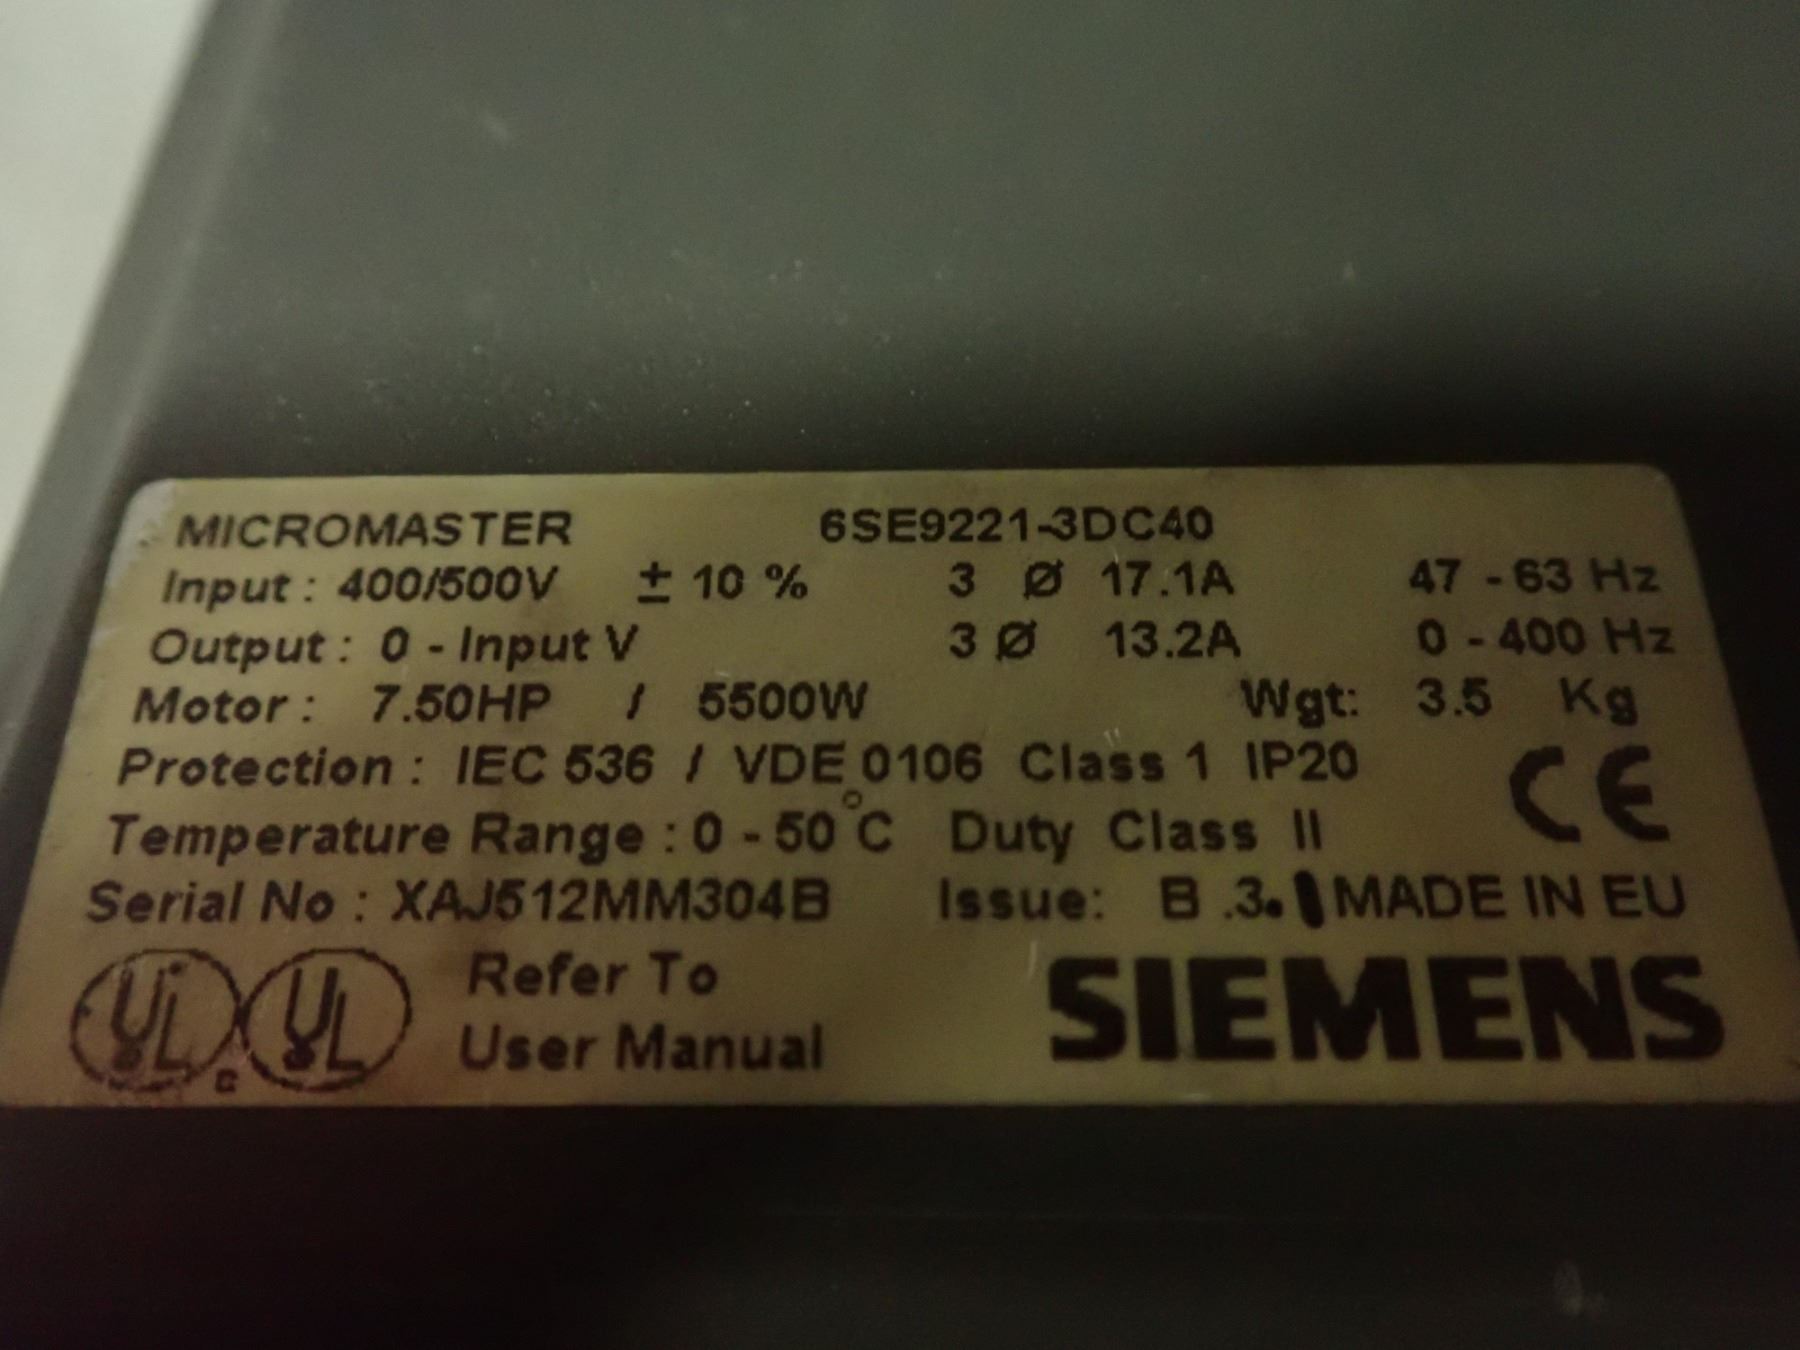 MICROMASTER 6SE9221-3DC40
Input : 400/500V ± 10 % 3 Ø 17.1A 47 - 63 Hz
Output : 0 - Input V 3 Ø 13.2A 0 - 400 Hz
Motor : 7.50HP / 5500W Wgt: 3.5 Kg
Protection : IEC 536 / VDE 0106 Class 1 IP20
CE
Temperature Range : 0 - 50°C Duty Class II
Serial No : XAJ512MM304B Issue: B .3. MADE IN EU
UL c UL
Refer To
User Manual
SIEMENS